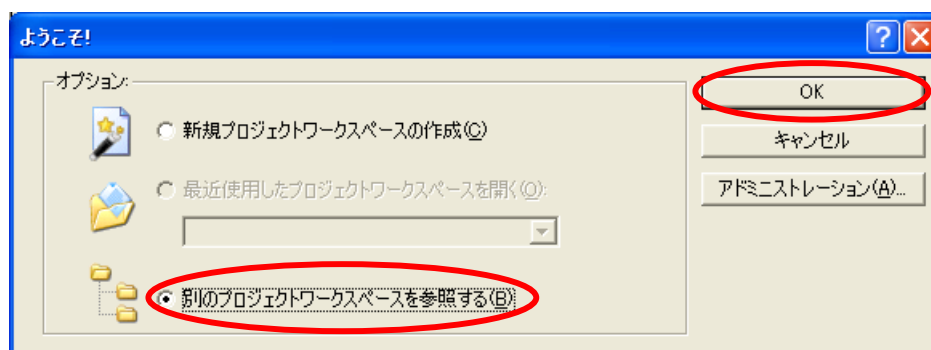 ようこそ!
オプション:
新規プロジェクトワークスペースの作成(C)
最近使用したプロジェクトワークスペースを開く(O):
別のプロジェクトワークスペースを参照する(B)
OK
キャンセル
アドミニストレーション(A)...